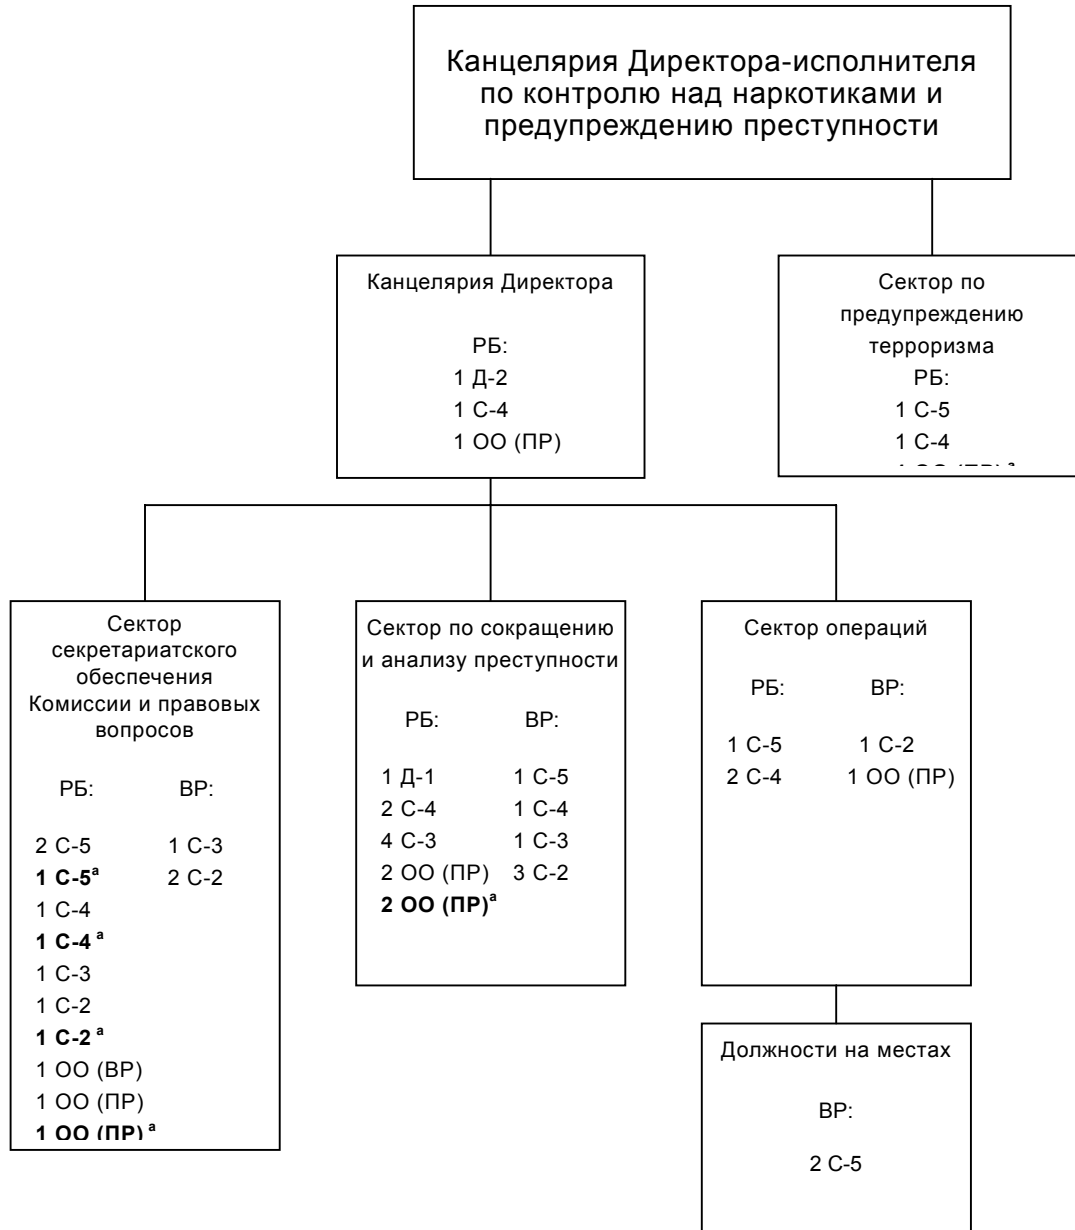 Канцелярия Директора-исполнителя
по контролю над наркотиками и
предупреждению преступности
Канцелярия Директора
РБ:
1 Д-2
1 С-4
1 ОО (ПР)
Сектор по
предупреждению
терроризма
РБ:
1 С-5
1 С-4
Сектор
секретариатского
обеспечения
Комиссии и правовых
вопросов
РБ: ВР:
2 С-5 1 С-3
1 С-5ᵃ 2 С-2
1 С-4
1 С-4 ᵃ
1 С-3
1 С-2
1 С-2 ᵃ
1 ОО (ВР)
1 ОО (ПР)
1 ОО (ПР) ᵃ
Сектор по сокращению
и анализу преступности
РБ: ВР:
1 Д-1 1 С-5
2 С-4 1 С-4
4 С-3 1 С-3
2 ОО (ПР) 3 С-2
2 ОО (ПР)ᵃ
Сектор операций
РБ: ВР:
1 С-5 1 С-2
2 С-4 1 ОО (ПР)
Должности на местах
ВР:
2 С-5